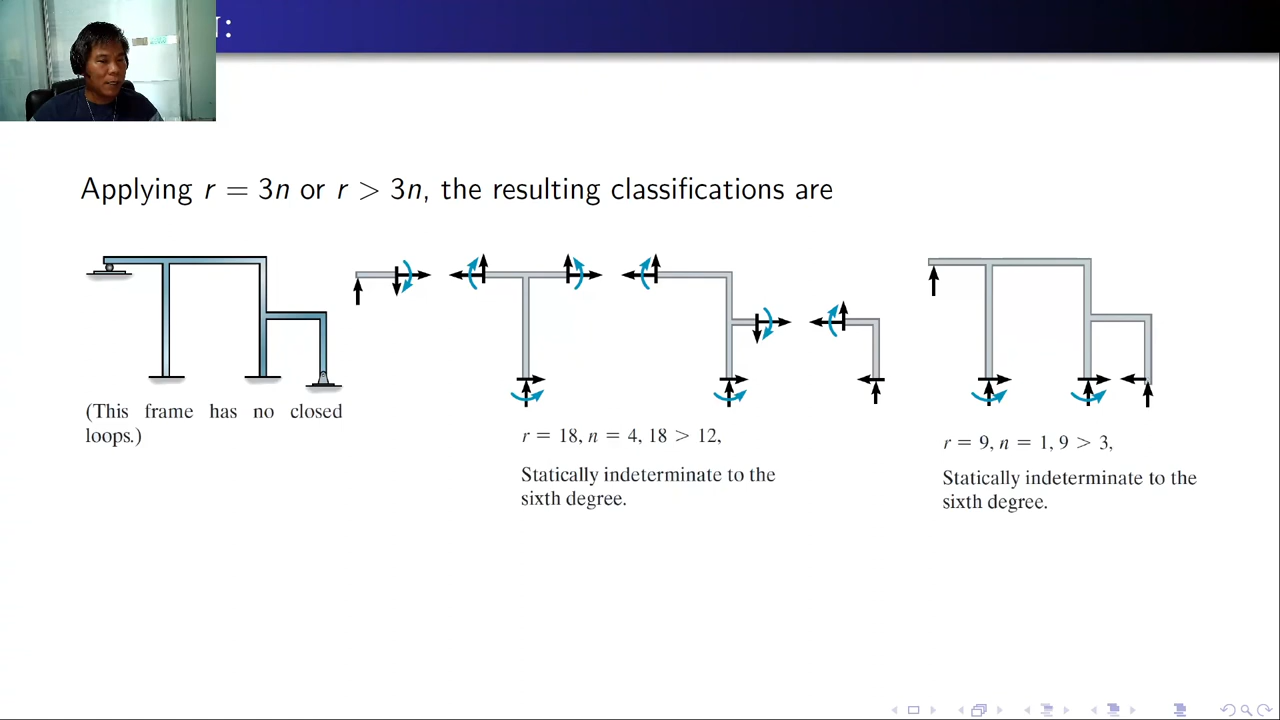 Applying r = 3n or r > 3n, the resulting classifications are
(This frame has no closed
loops.)
r = 18, n = 4, 18 > 12,
Statically indeterminate to the
sixth degree.
r = 9, n = 1, 9 > 3,
Statically indeterminate to the
sixth degree.